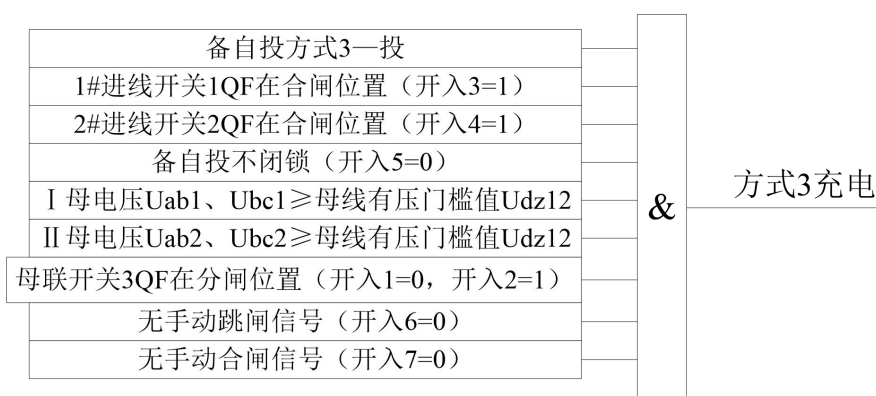 备自投方式3—投
1#进线开关1QF在合闸位置（开入3=1）
2#进线开关2QF在合闸位置（开入4=1）
备自投不闭锁（开入5=0）
Ⅰ母电压Uab1、Ubc1≥母线有压门槛值Udz12
Ⅱ母电压Uab2、Ubc2≥母线有压门槛值Udz12
母联开关3QF在分闸位置（开入1=0，开入2=1）
无手动跳闸信号（开入6=0）
无手动合闸信号（开入7=0）
&
方式3充电